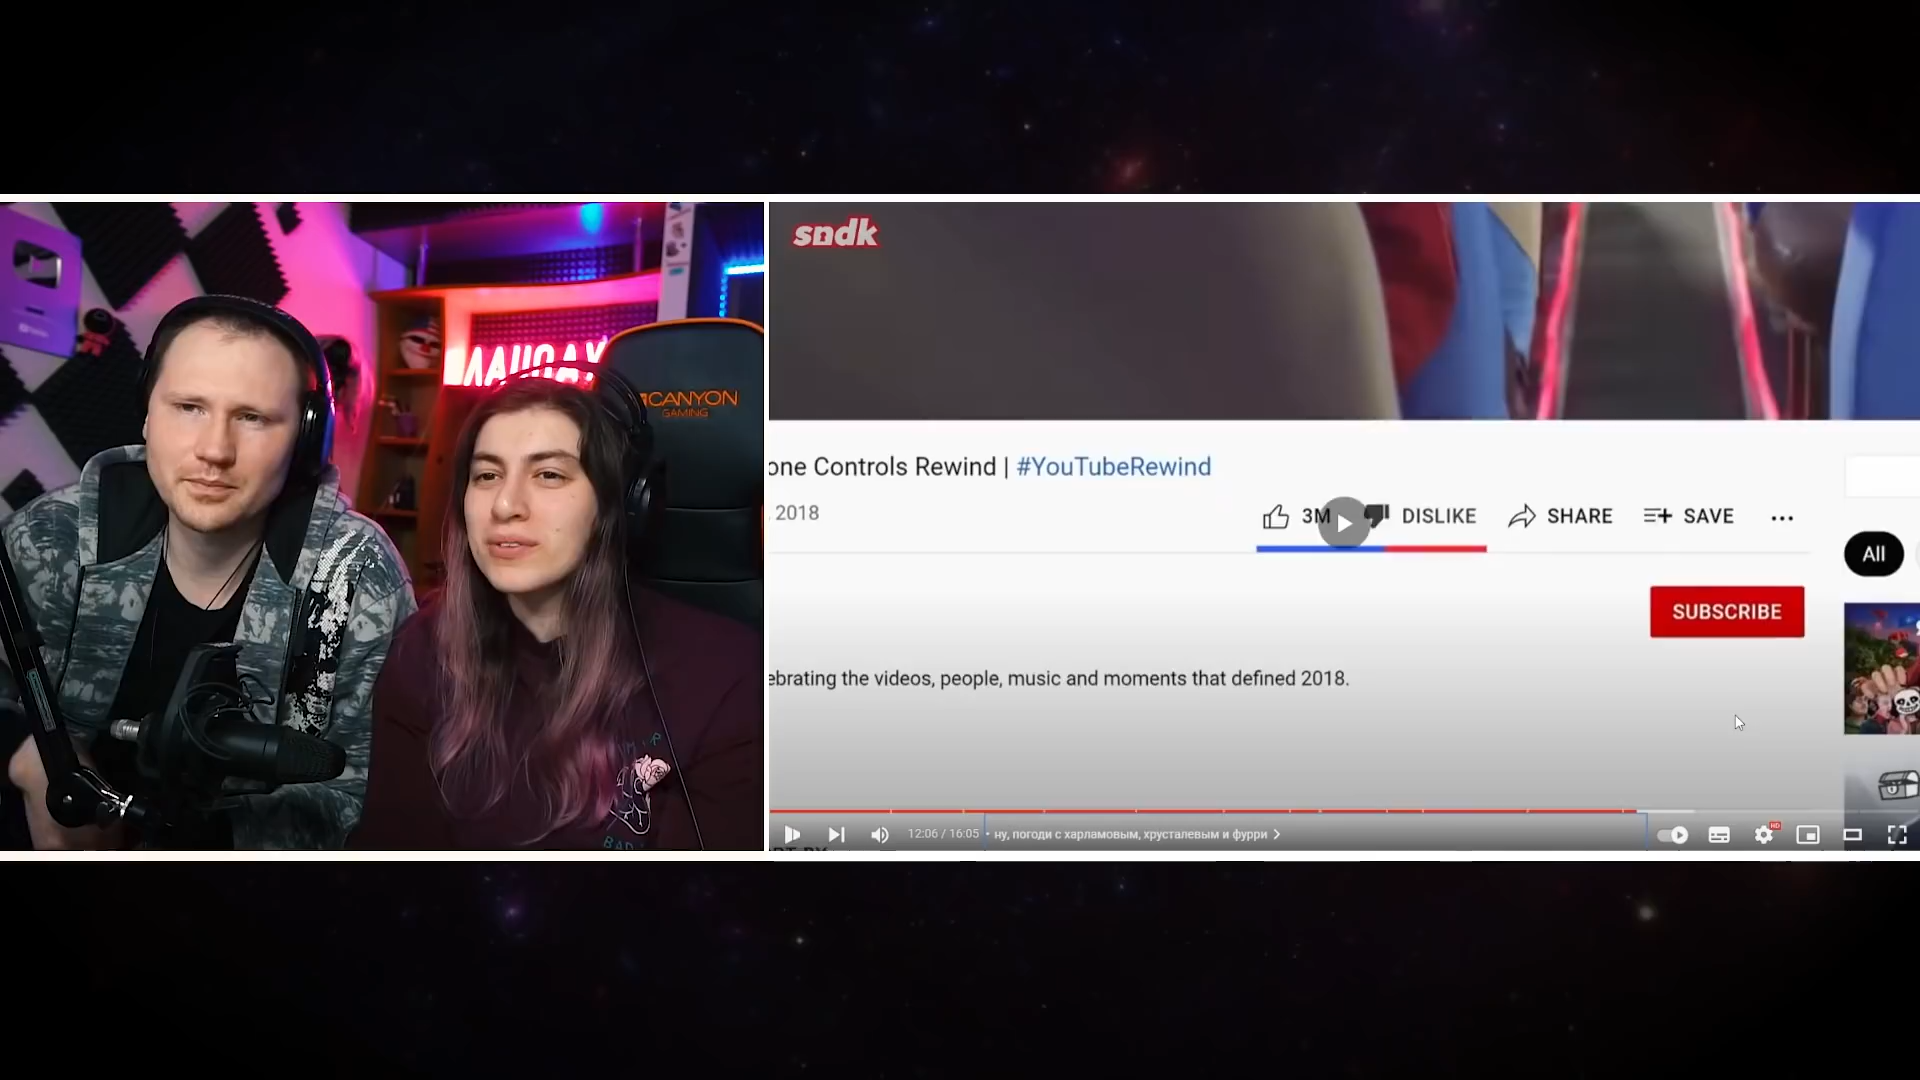 sndk
CANYON
GAMING
one Controls Rewind | #YouTubeRewind
2018
3M
DISLIKE
SHARE
SAVE
...
All
SUBSCRIBE
ebrating the videos, people, music and moments that defined 2018.
12:06 / 16:05 • ну, погоди с харламовым, хрусталевым и фурри >
HD